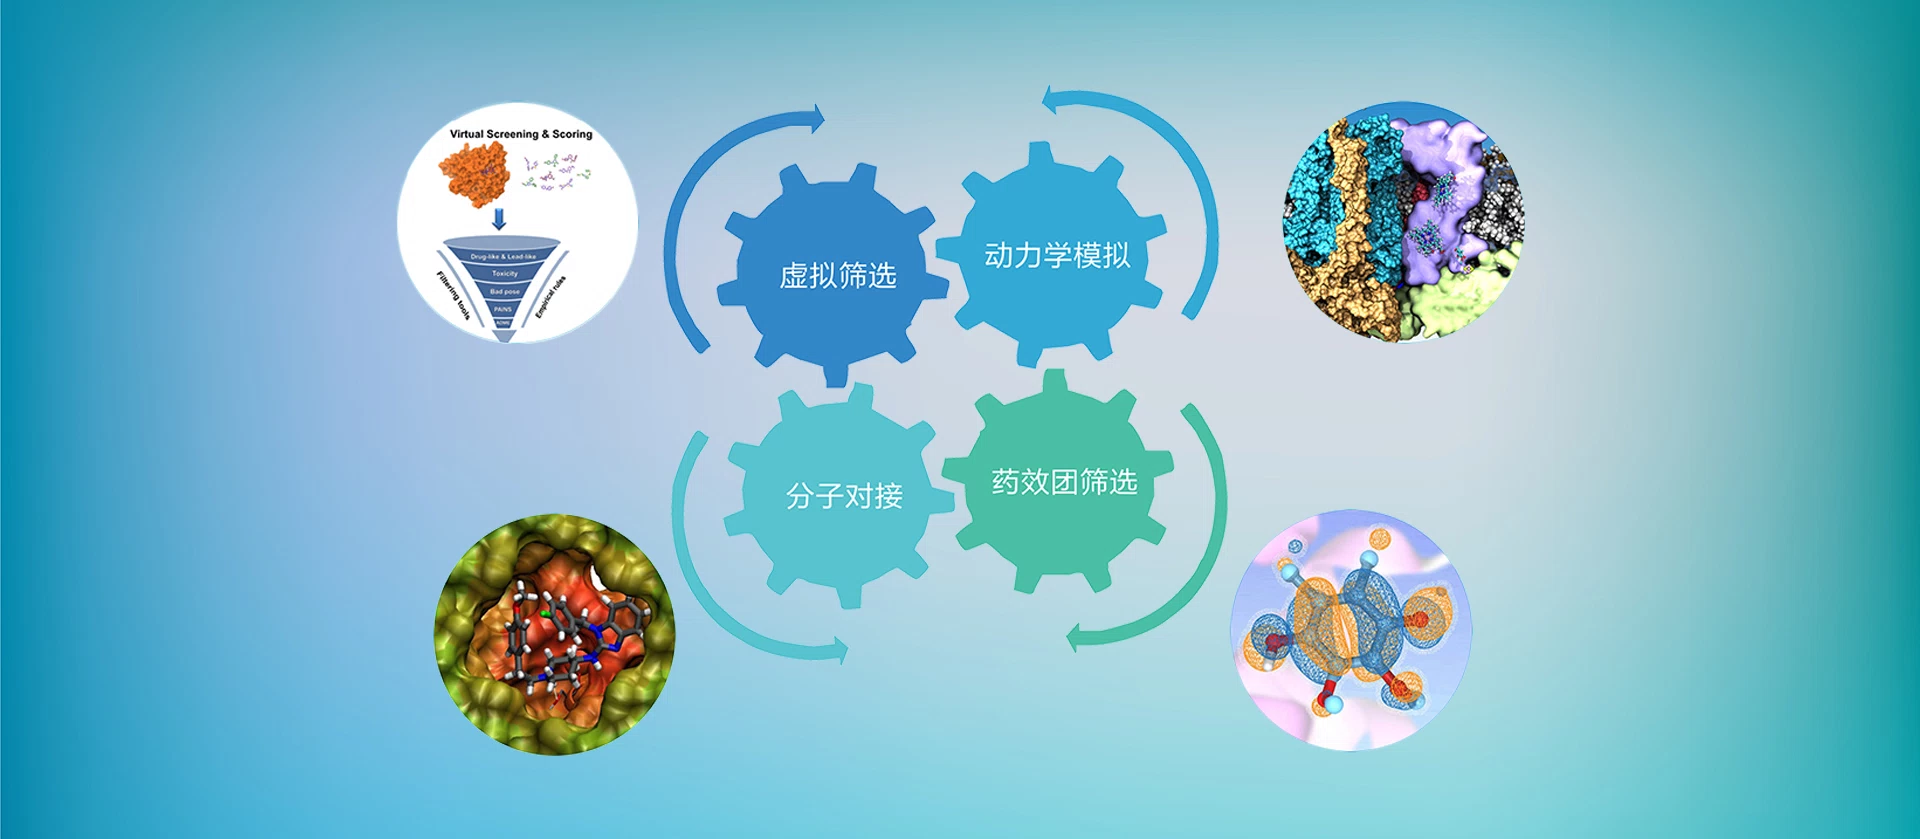 Virtual Screening & Scoring
Drug-like & Lead-like
Toxicity
Bad pose
PAINS
ADME
Filtering tools
Empirical rules
虚拟筛选
动力学模拟
分子对接
药效团筛选